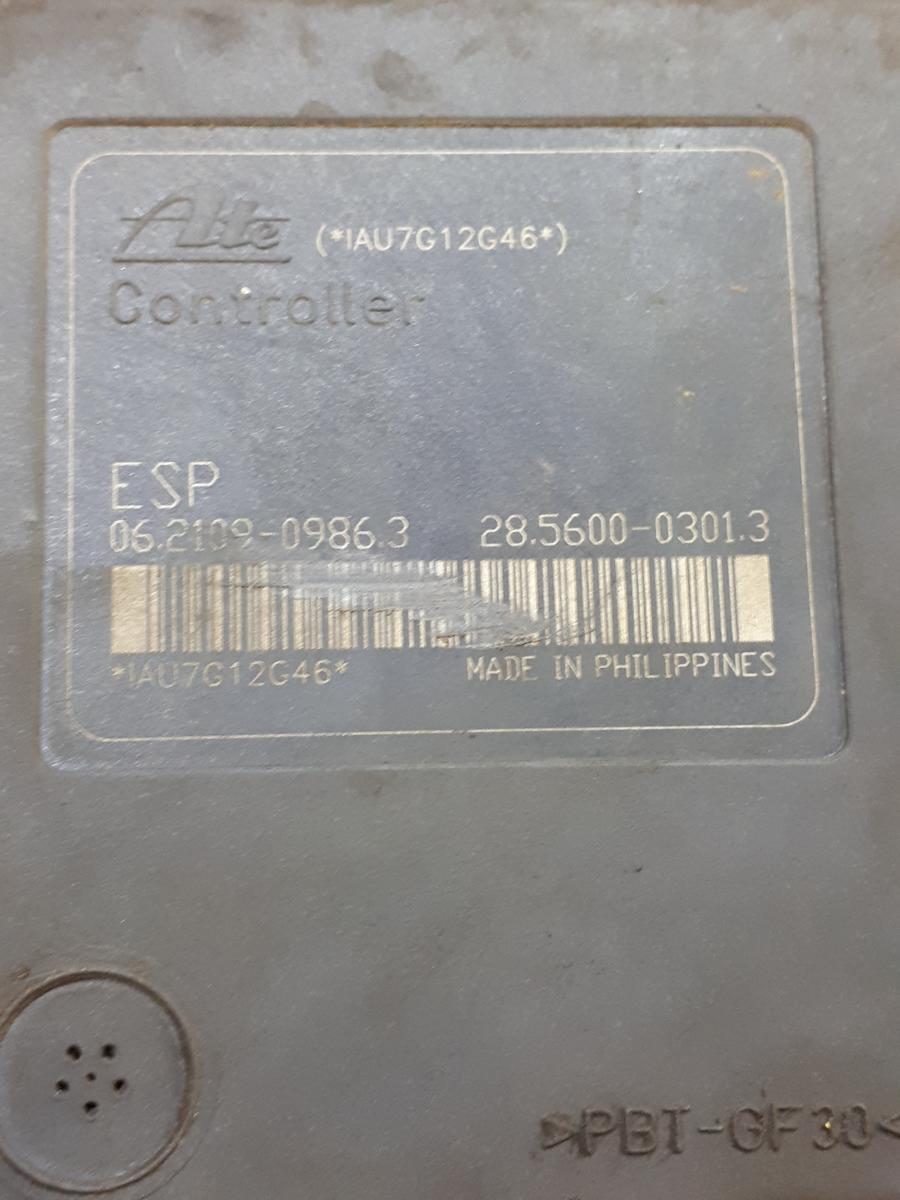 Ate (*IAU7G12G46*)
Controller
ESP
06.2109-0986.3 28.5600-0301.3
*IAU7G12G46* MADE IN PHILIPPINES
>PBT-GF30<